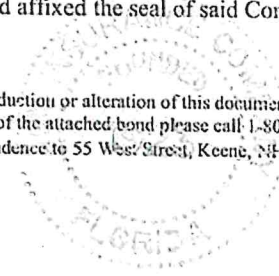 d affixed the seal of said Con
duction or alteration of this documen
of the attached bond please call 1-80
dence to 55 West Street, Keene, NH